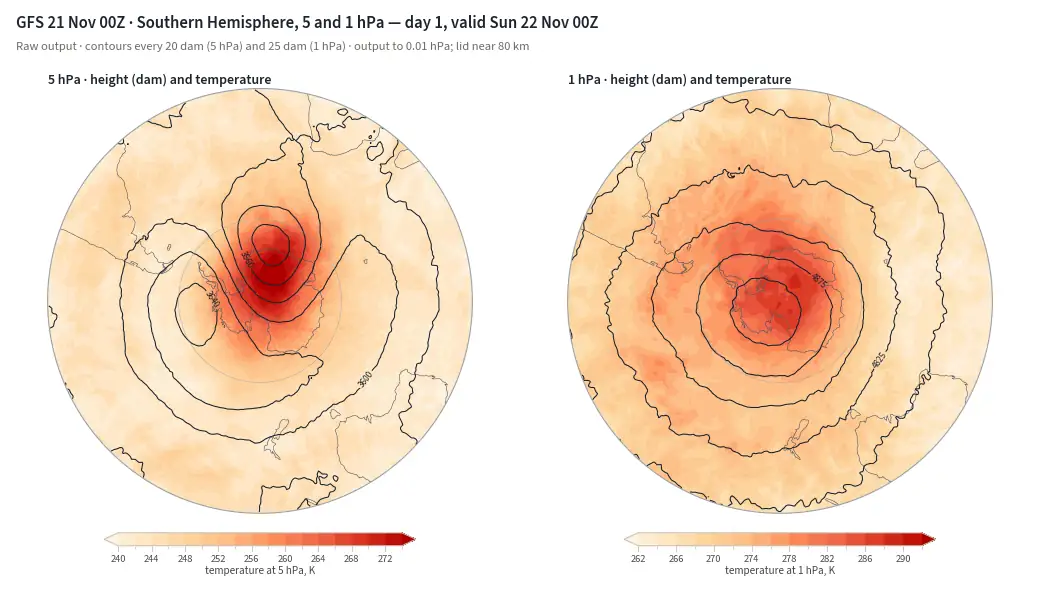 GFS 21 Nov 00Z · Southern Hemisphere, 5 and 1 hPa — day 1, valid Sun 22 Nov 00Z
Raw output · contours every 20 dam (5 hPa) and 25 dam (1 hPa) · output to 0.01 hPa; lid near 80 km
5 hPa · height (dam) and temperature
1 hPa · height (dam) and temperature
4875
4825
3600
240 244 248 252 256 260 264 268 272
262 266 270 274 278 282 286 290
temperature at 5 hPa, K
temperature at 1 hPa, K